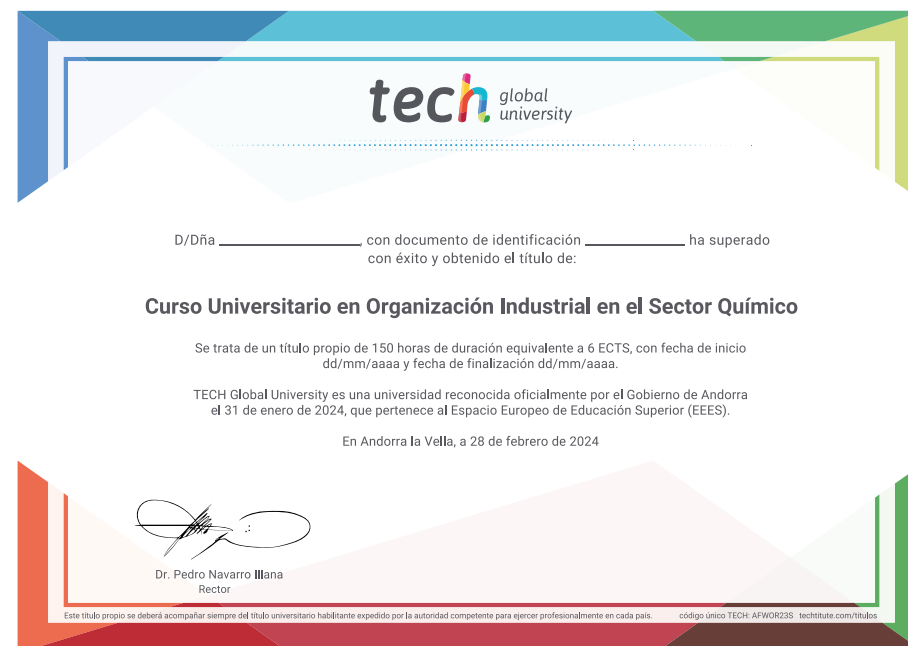 tech global university
D/Dña ______________________, con documento de identificación ________________ ha superado
con éxito y obtenido el título de:
Curso Universitario en Organización Industrial en el Sector Químico
Se trata de un título propio de 150 horas de duración equivalente a 6 ECTS, con fecha de inicio
dd/mm/aaaa y fecha de finalización dd/mm/aaaa.
TECH Global University es una universidad reconocida oficialmente por el Gobierno de Andorra
el 31 de enero de 2024, que pertenece al Espacio Europeo de Educación Superior (EEES).
En Andorra la Vella, a 28 de febrero de 2024
Dr. Pedro Navarro Illana
Rector
Este título propio se deberá acompañar siempre del título universitario habilitante expedido por la autoridad competente para ejercer profesionalmente en cada país. código único TECH: AFWOR23S techtitute.com/títulos